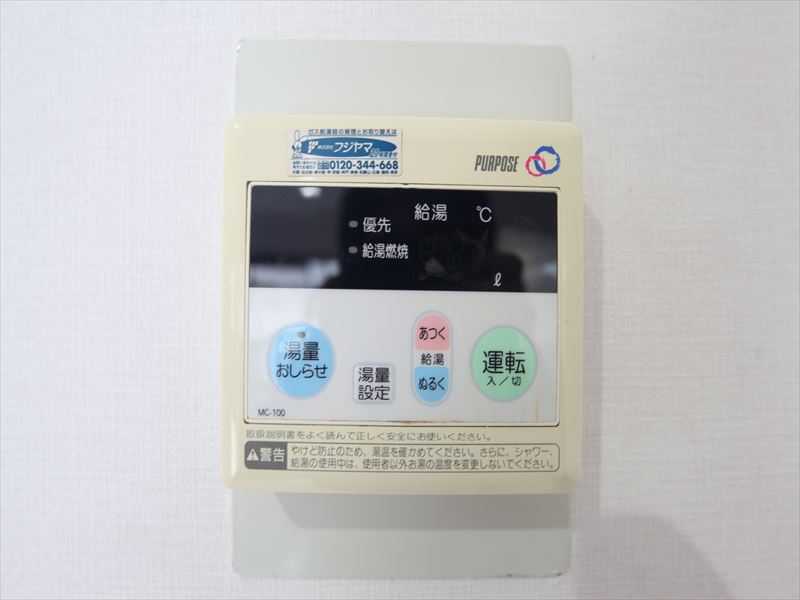 ガス給湯器の修理とお取り替えは
株式会社 フジヤマ
0120-344-668
PURPOSE
給湯 ℃
優先
給湯燃焼
ℓ
湯量
おしらせ
湯量
設定
あつく
給湯
ぬるく
運転
入／切
MC-100
取扱説明書をよく読んで正しく安全にお使いください。
警告 やけど防止のため、湯温を確かめてください。さらに、シャワー、
給湯の使用中は、使用者以外お湯の温度を変更しないでください。